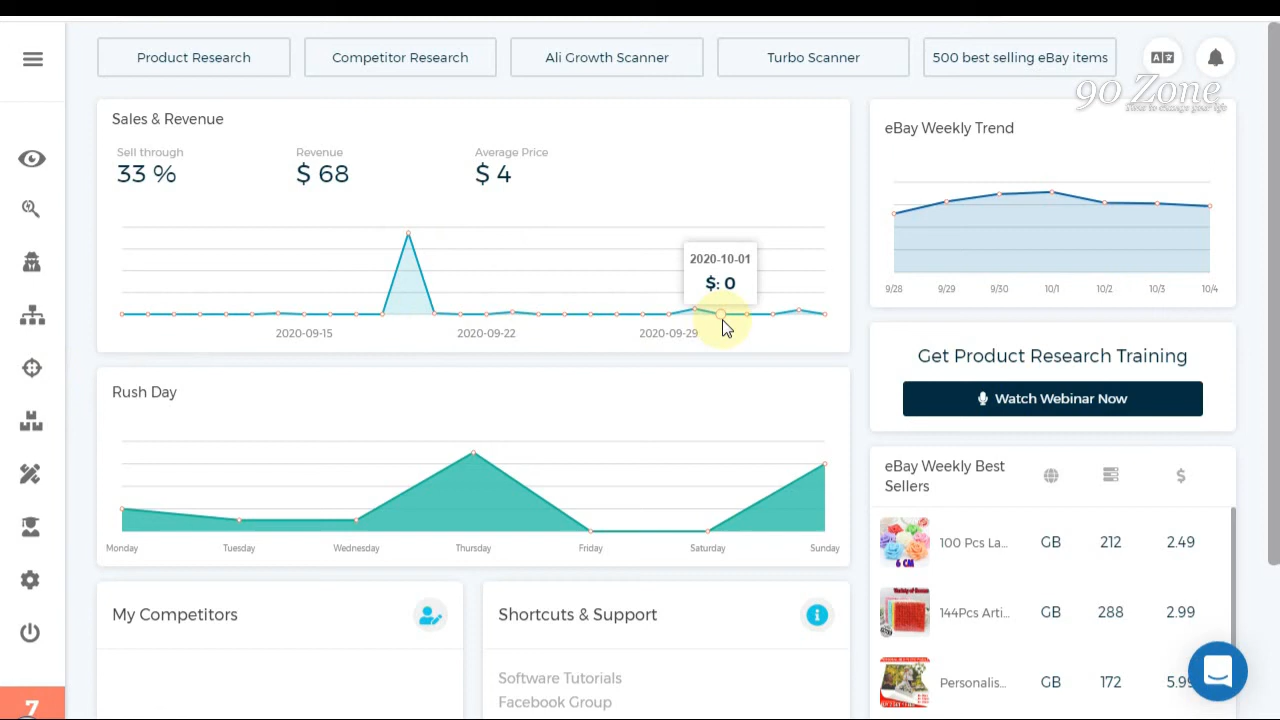 Product Research
Competitor Research
Ali Growth Scanner
Turbo Scanner
500 best selling eBay items
90 Zone
Sales & Revenue
Sell through
Revenue
Average Price
33 %
$ 68
$ 4
2020-10-01
$: 0
2020-09-15
2020-09-22
2020-09-29
eBay Weekly Trend
9/28
9/29
9/30
10/1
10/2
10/3
10/4
Get Product Research Training
Watch Webinar Now
Rush Day
Monday
Tuesday
Wednesday
Thursday
Friday
Saturday
Sunday
eBay Weekly Best
Sellers
$
100 Pcs La...
GB
212
2.49
6 CM
144Pcs Arti...
GB
288
2.99
Personalis...
GB
172
5.99
My Competitors
Shortcuts & Support
Software Tutorials
Facebook Group
7